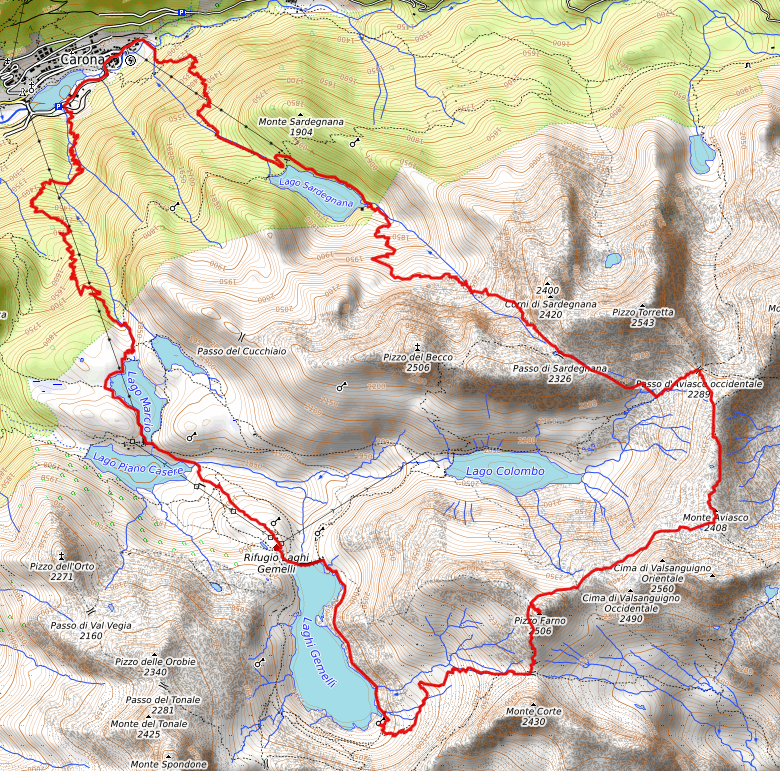 P
Carona
P
Monte Sardegnana
1904
Lago Sardegnana
2400
Corni di Sardegnana
2420
Pizzo Torretta
2543
Passo del Cucchiaio
Pizzo del Becco
2506
Passo di Sardegnana
2326
Passo d'Aviasco occidentale
2289
Lago Marcio
Lago Piano Casere
Lago Colombo
Monte Aviasco
2408
Rifugio Laghi
Gemelli
Pizzo dell'Orto
2271
Cima di Valsanguigno
Orientale
2560
Cima di Valsanguigno
Occidentale
2490
Pizzo Farno
2506
Passo di Val Vegia
2160
Laghi Gemelli
Pizzo delle Orobie
2340
Passo del Tonale
2281
Monte del Tonale
2425
Monte Corte
2430
Monte Spondone